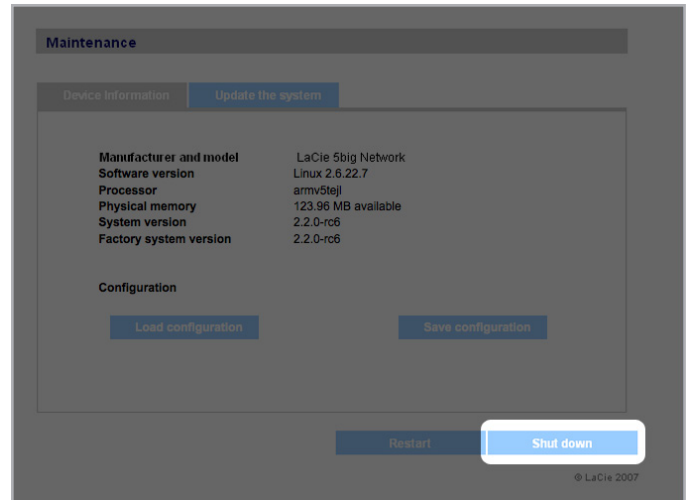 Maintenance
Device Information Update the system
Manufacturer and model LaCie 5big Network
Software version Linux 2.6.22.7
Processor armv5tejl
Physical memory 123.96 MB available
System version 2.2.0-rc6
Factory system version 2.2.0-rc6
Configuration
Load configuration Save configuration
Restart Shut down
© LaCie 2007